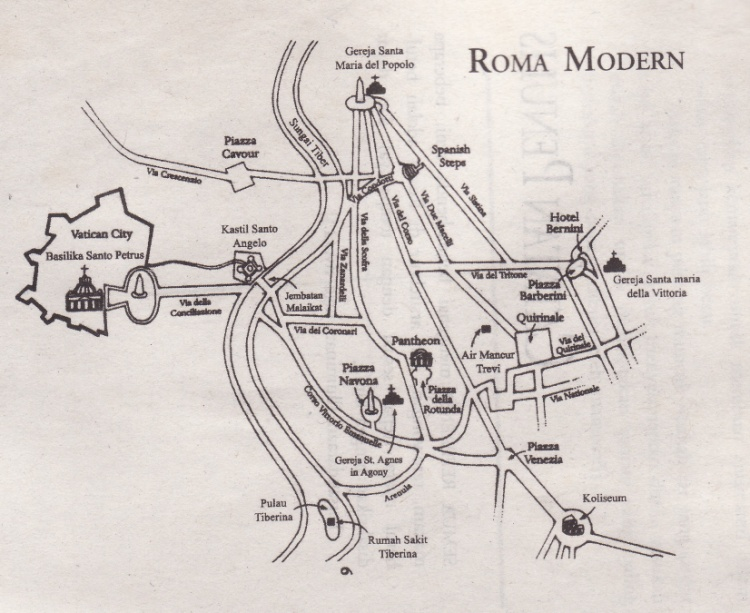 ROMA MODERN
Gereja Santa
Maria del Popolo
Sungai Tiber
Piazza
Cavour
Via Crescenzio
Spanish
Steps
Via Condotti
Via Sistina
Via Due Macelli
Via del Corso
Via della Scrofa
Via Zanardelli
Hotel
Bernini
Vatican City
Basilika Santo Petrus
Kastil Santo
Angelo
Via del Tritone
Piazza
Barberini
Gereja Santa maria
della Vittoria
Via della
Conciliazione
Jembatan
Malaikat
Via dei Coronari
Pantheon
Quirinale
Air Mancur
Trevi
Via del
Quirinale
Piazza
Navona
Piazza
della
Rotunda
Via Nationale
Corso Vittorio Emanuelle
Gereja St. Agnes
in Agony
Piazza
Venezia
Arenula
Koliseum
Pulau
Tiberina
Rumah Sakit
Tiberina